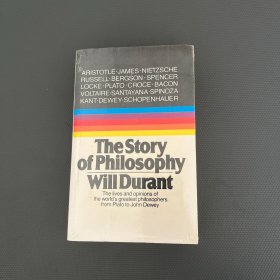 ARISTOTLE·JAMES·NIETZSCHE
RUSSELL·BERGSON·SPENCER
LOCKE·PLATO·CROCE·BACON
VOLTAIRE·SANTAYANA·SPINOZA
KANT·DEWEY·SCHOPENHAUER
The Story
of Philosophy
Will Durant
The lives and opinions of
the world's greatest philosophers
from Plato to John Dewey